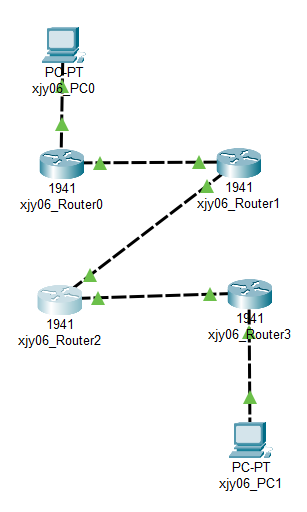 PC-PT
xjy06_PC0
1941
xjy06_Router0
1941
xjy06_Router1
1941
xjy06_Router2
1941
xjy06_Router3
PC-PT
xjy06_PC1